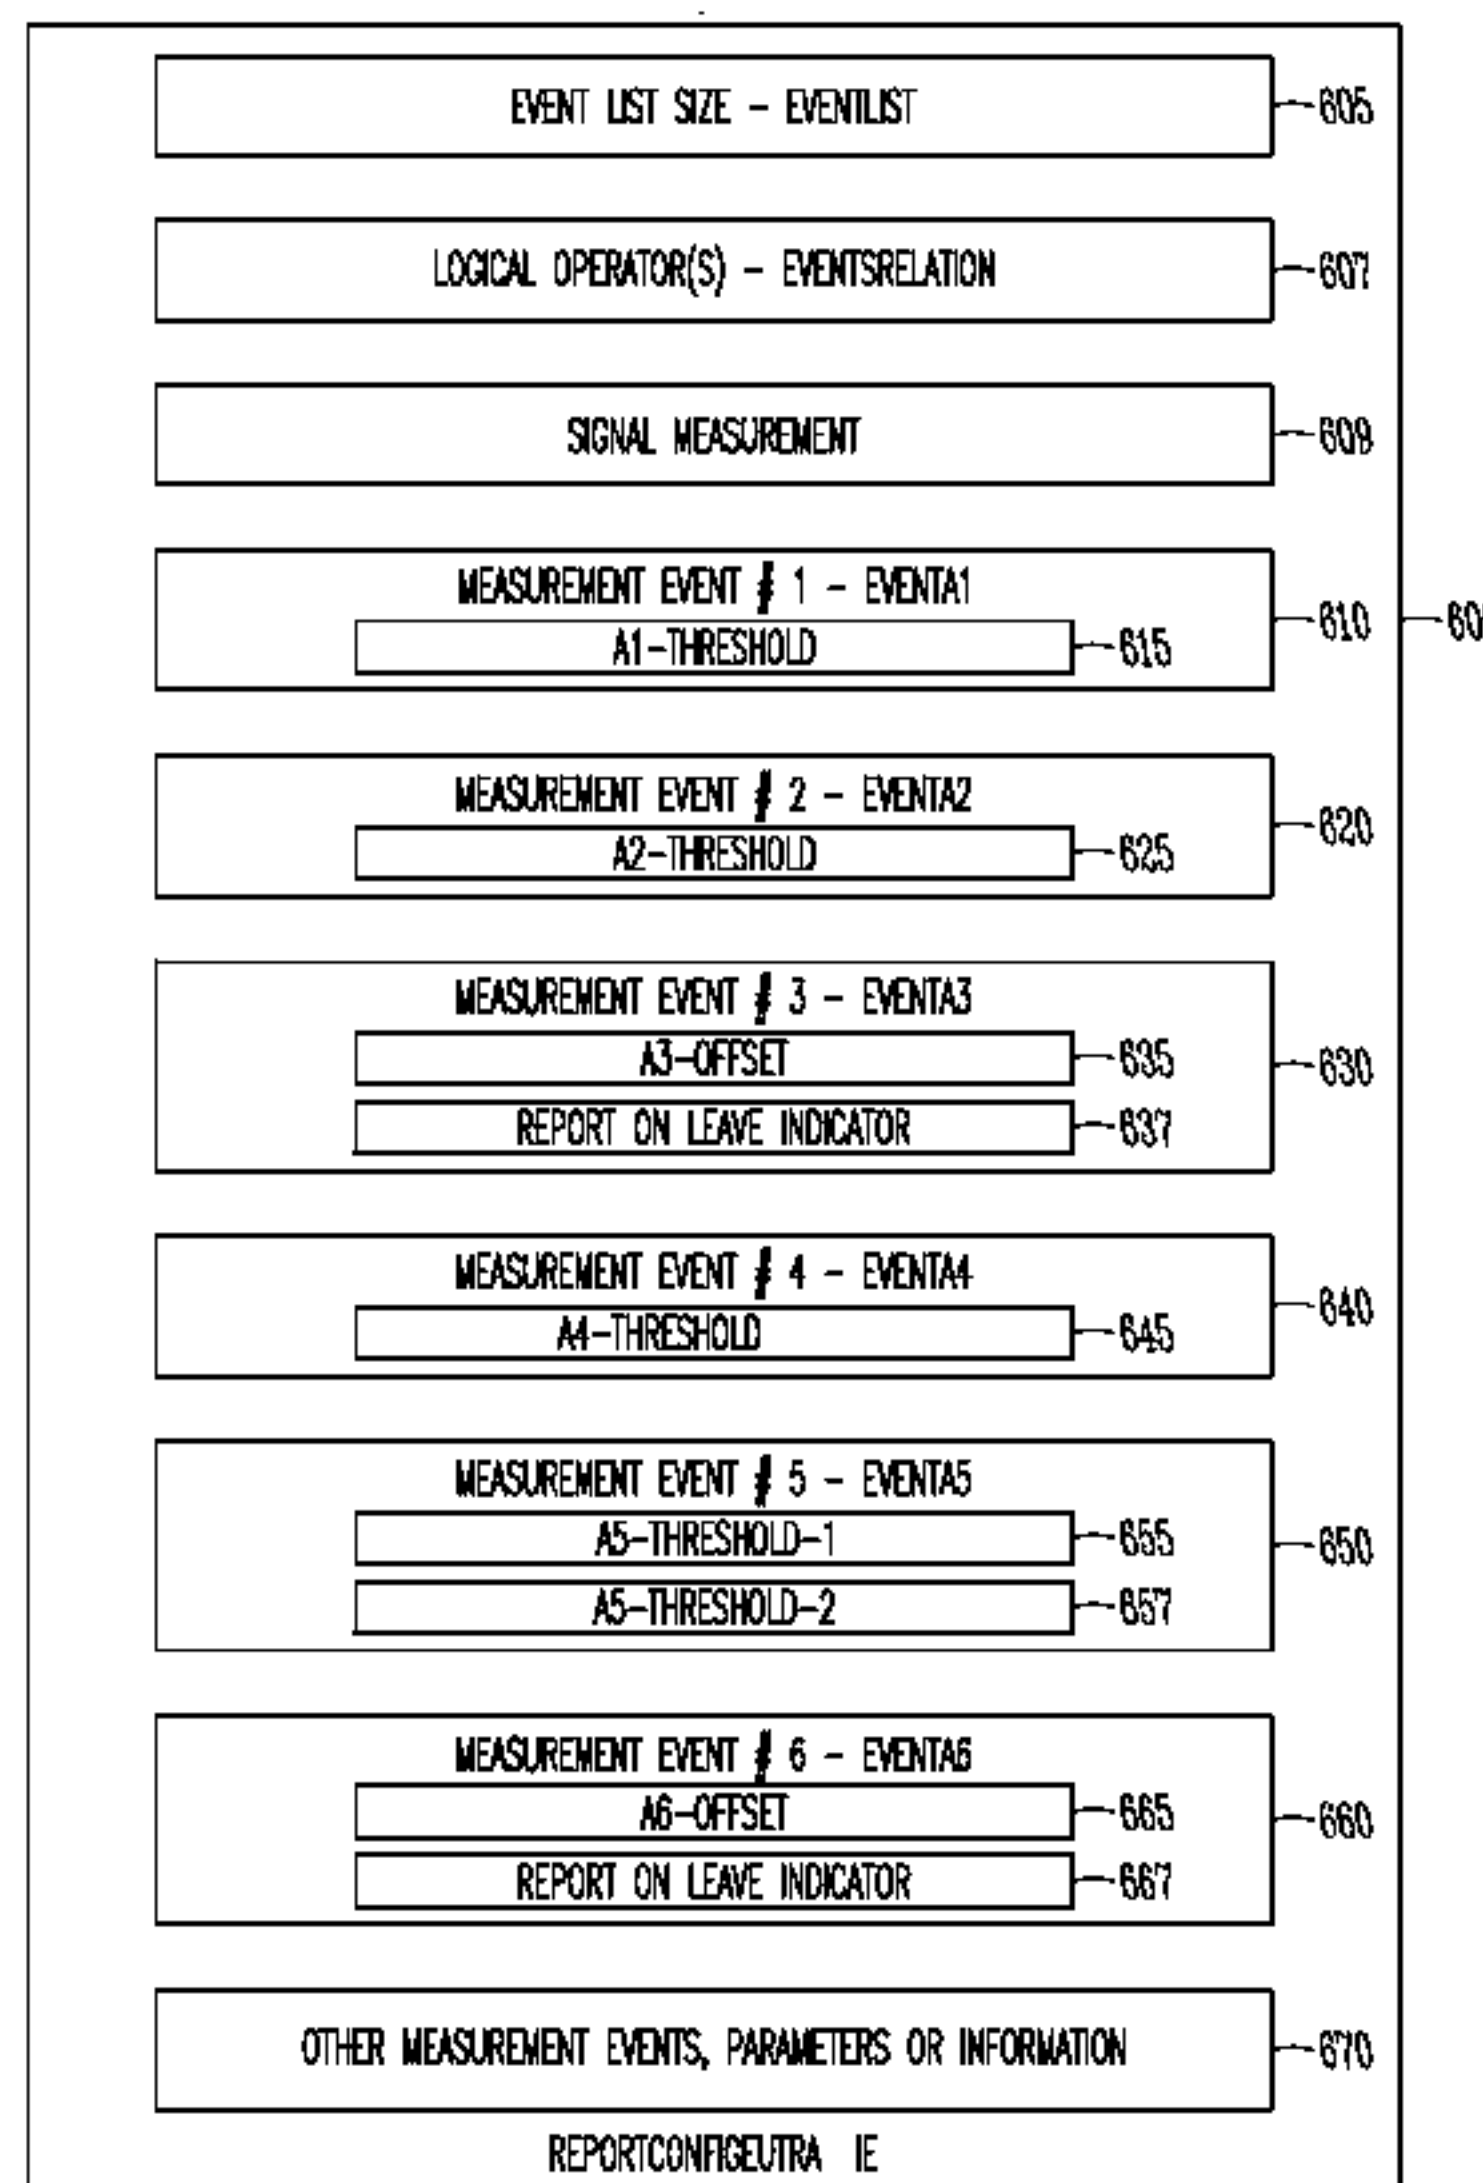 EVENT LIST SIZE - EVENTLIST 605
LOGICAL OPERATOR(S) - EVENTSRELATION 607
SIGNAL MEASUREMENT 609
MEASUREMENT EVENT # 1 - EVENTA1 610
A1-THRESHOLD 615
MEASUREMENT EVENT # 2 - EVENTA2 620
A2-THRESHOLD 625
MEASUREMENT EVENT # 3 - EVENTA3 630
A3-OFFSET 635
REPORT ON LEAVE INDICATOR 637
MEASUREMENT EVENT # 4 - EVENTA4 640
A4-THRESHOLD 645
MEASUREMENT EVENT # 5 - EVENTA5 650
A5-THRESHOLD-1 655
A5-THRESHOLD-2 657
MEASUREMENT EVENT # 6 - EVENTA6 660
A6-OFFSET 665
REPORT ON LEAVE INDICATOR 667
OTHER MEASUREMENT EVENTS, PARAMETERS OR INFORMATION 670
REPORTCONFIGEUTRA IE